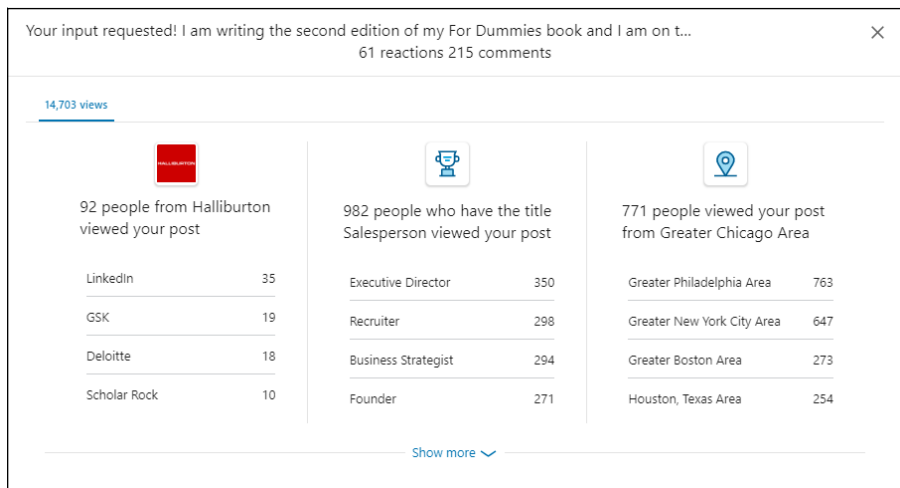 Your input requested! I am writing the second edition of my For Dummies book and I am on t...
61 reactions 215 comments
14,703 views
HALLIBURTON
92 people from Halliburton
viewed your post
LinkedIn 35
GSK 19
Deloitte 18
Scholar Rock 10
982 people who have the title
Salesperson viewed your post
Executive Director 350
Recruiter 298
Business Strategist 294
Founder 271
771 people viewed your post
from Greater Chicago Area
Greater Philadelphia Area 763
Greater New York City Area 647
Greater Boston Area 273
Houston, Texas Area 254
Show more